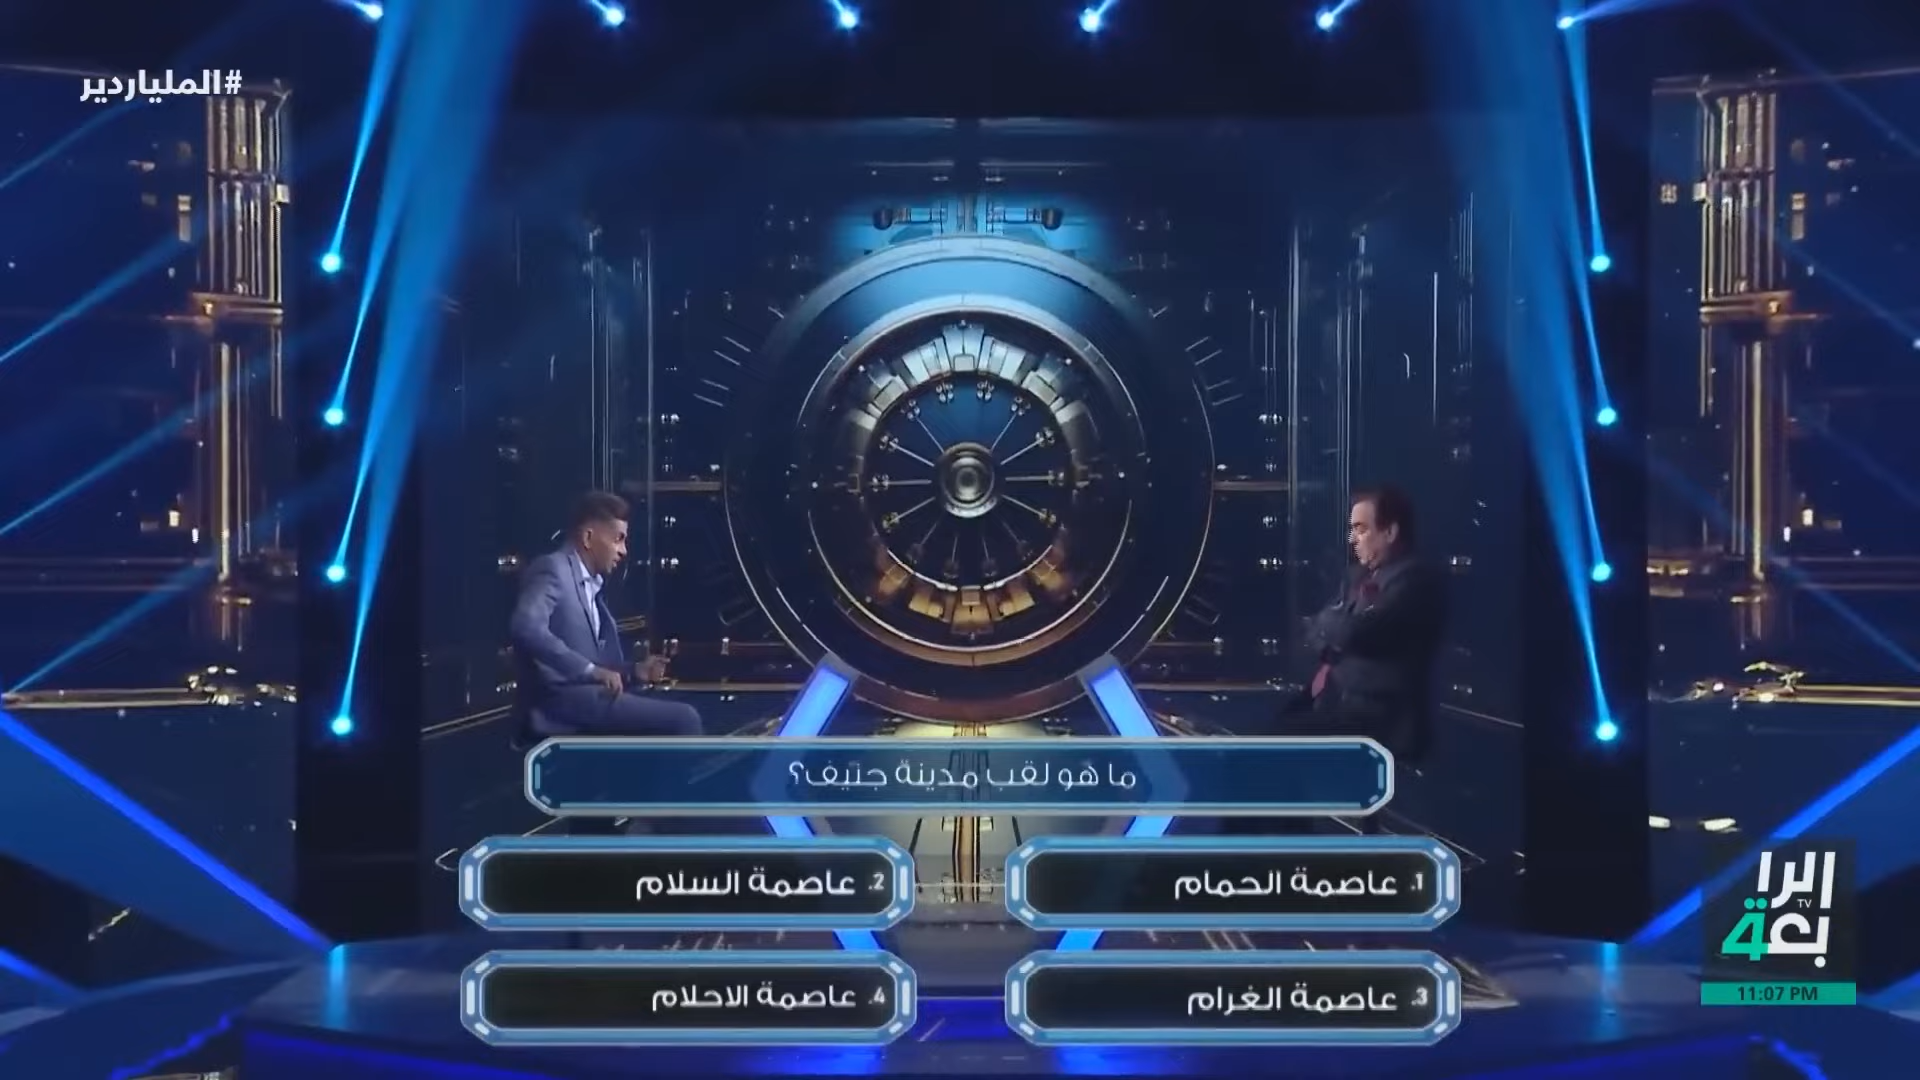 #الملياردير
ما هو لقب مدينة جنيف؟
1. عاصمة الحمام
2. عاصمة السلام
3. عاصمة الغرام
4. عاصمة الاحلام
الرابعة
TV
4
11:07 PM